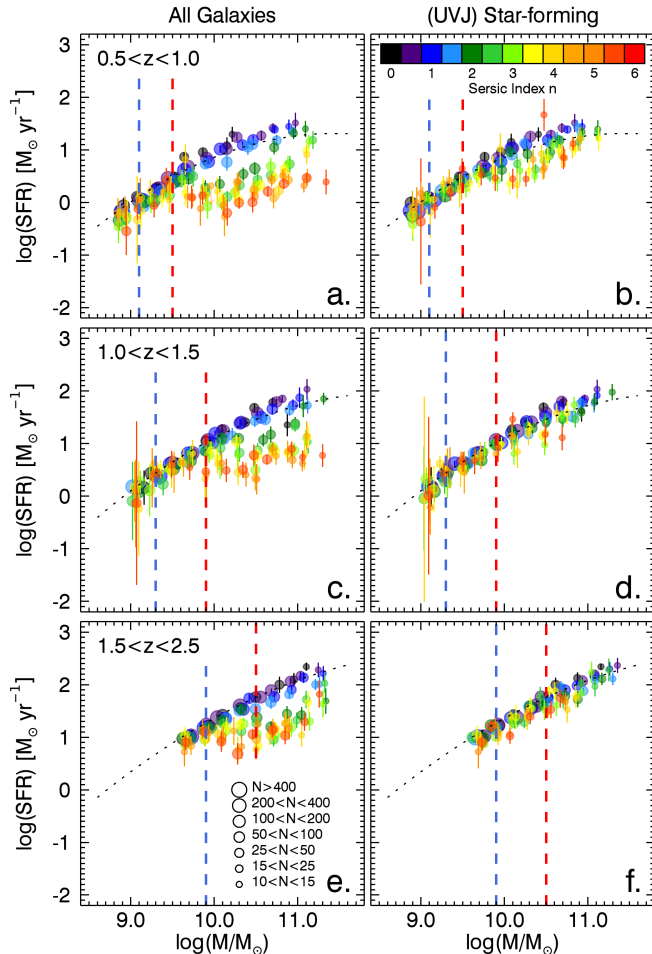 All Galaxies
(UVJ) Star-forming
3
2
1
0
-1
-2
log(SFR) [M⊙ yr⁻¹]
0.5<z<1.0
a.
0 1 2 3 4 5 6
Sersic Index n
b.
3
2
1
0
-1
-2
log(SFR) [M⊙ yr⁻¹]
1.0<z<1.5
c.
d.
3
2
1
0
-1
-2
log(SFR) [M⊙ yr⁻¹]
1.5<z<2.5
N>400
200<N<400
100<N<200
50<N<100
25<N<50
15<N<25
10<N<15
e.
f.
9.0 10.0 11.0
9.0 10.0 11.0
log(M/M⊙)
log(M/M⊙)